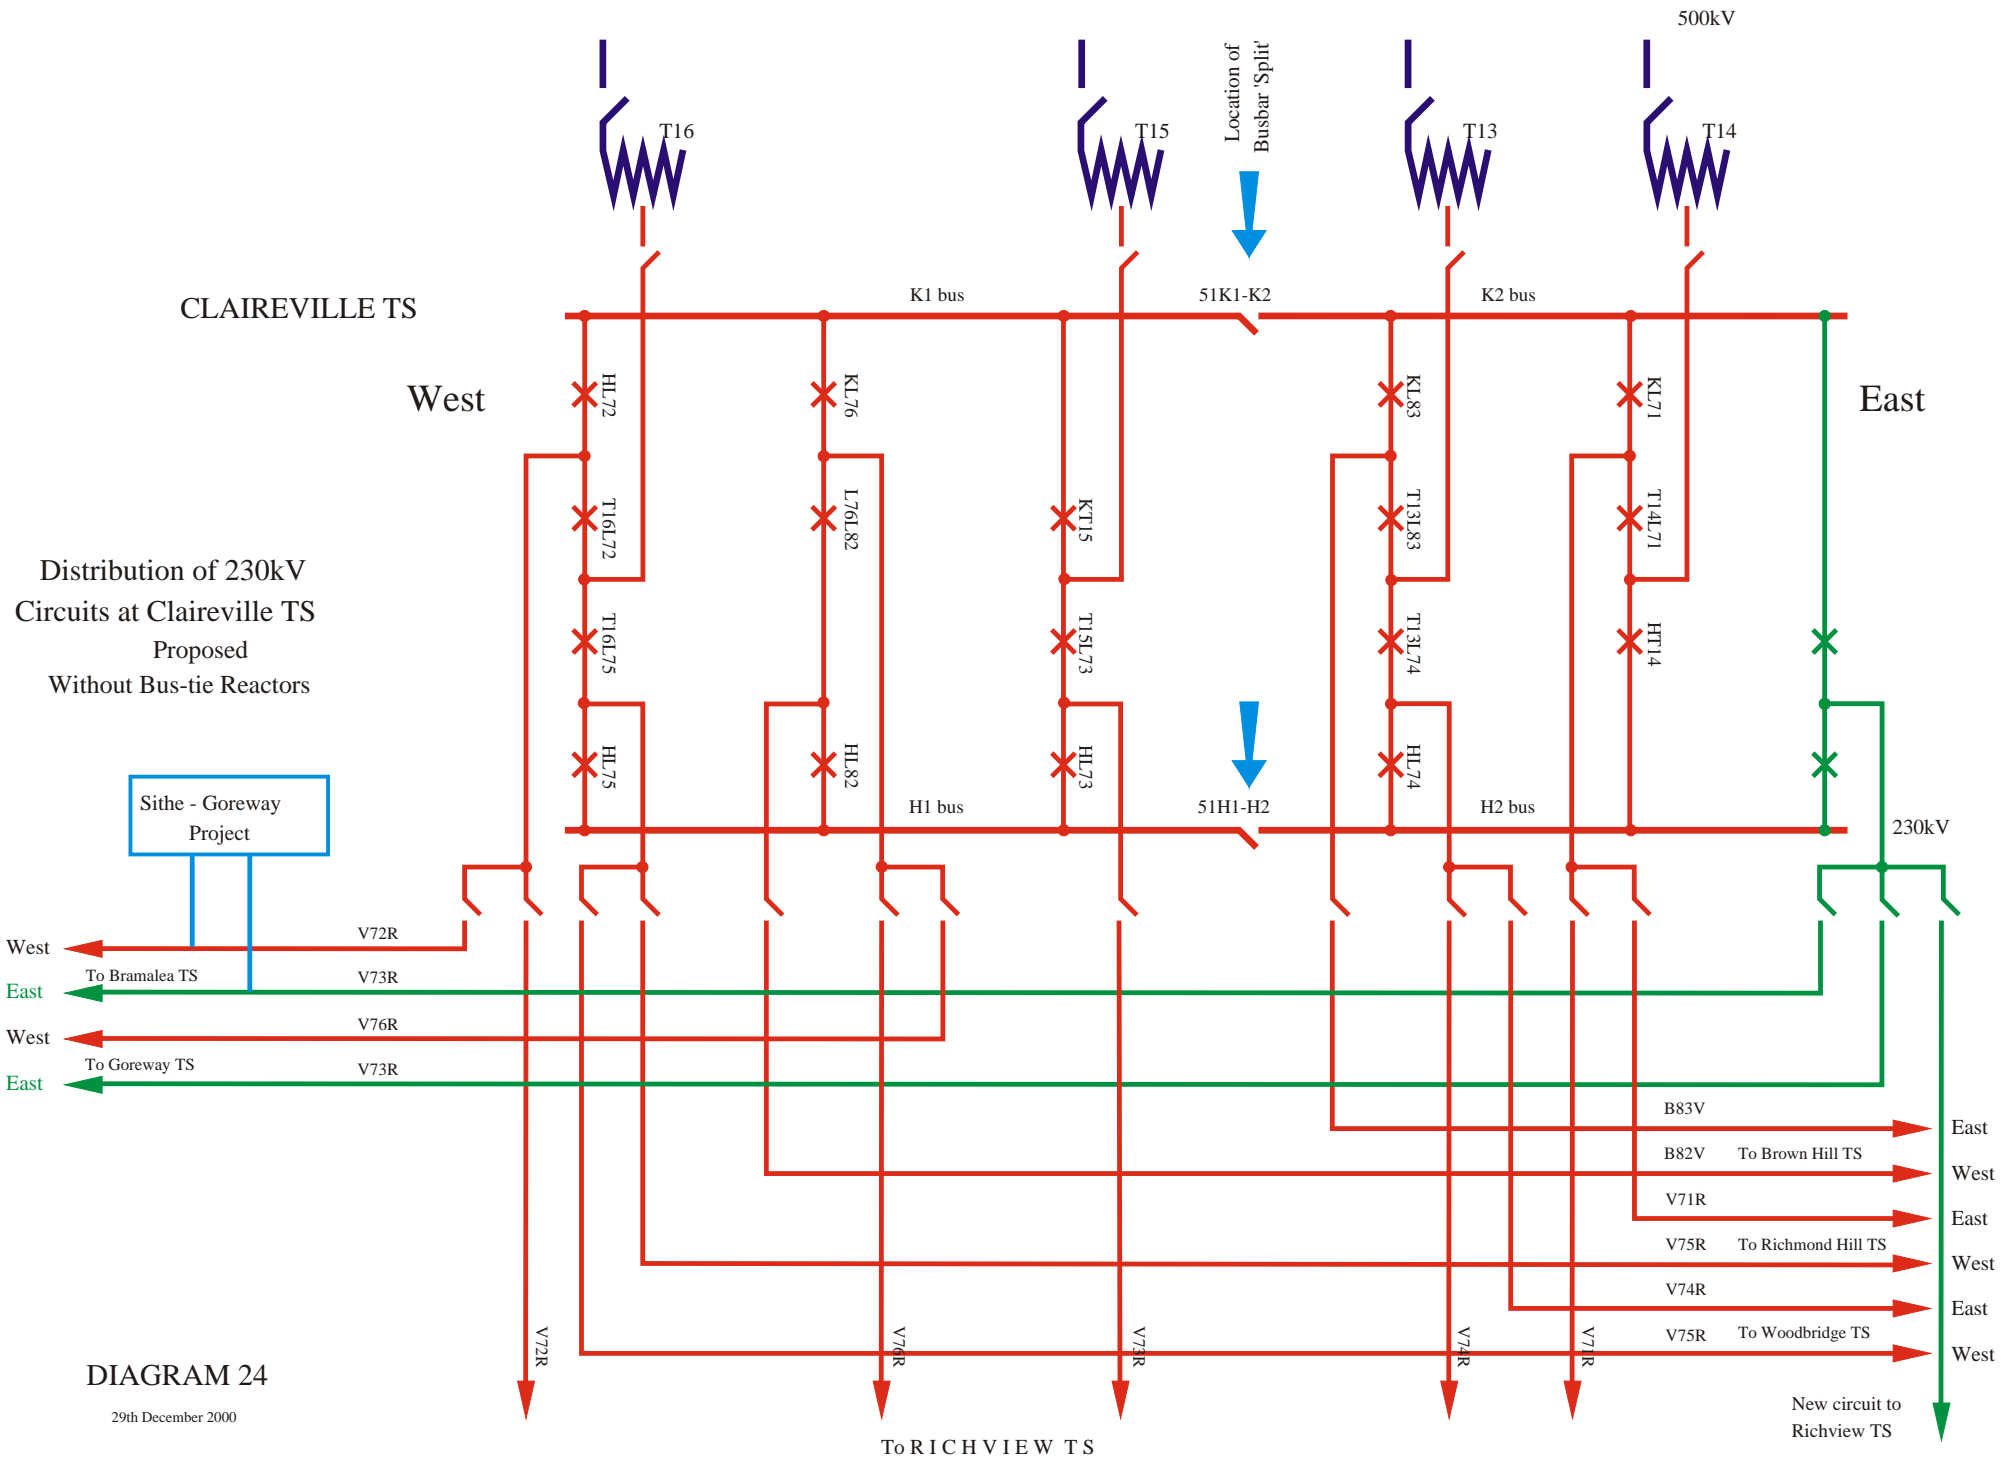 500kV
Location of
Busbar 'Split'
T16
T15
T13
T14
CLAIREVILLE TS
K1 bus
51K1-K2
K2 bus
West
East
HL72
KL76
KL83
KL71
T16L72
L76L82
KT15
T13L83
T14L71
Distribution of 230kV
Circuits at Claireville TS
Proposed
Without Bus-tie Reactors
T16L75
T15L73
T13L74
HT14
HL75
HL82
HL73
HL74
Sithe - Goreway
Project
H1 bus
51H1-H2
H2 bus
230kV
West
V72R
To Bramalea TS
East
V73R
West
V76R
To Goreway TS
East
V73R
B83V
East
B82V
To Brown Hill TS
West
V71R
East
V75R
To Richmond Hill TS
West
V74R
East
V75R
To Woodbridge TS
West
V72R
V76R
V73R
V74R
V71R
DIAGRAM 24
29th December 2000
New circuit to
Richview TS
To RICHVIEW TS